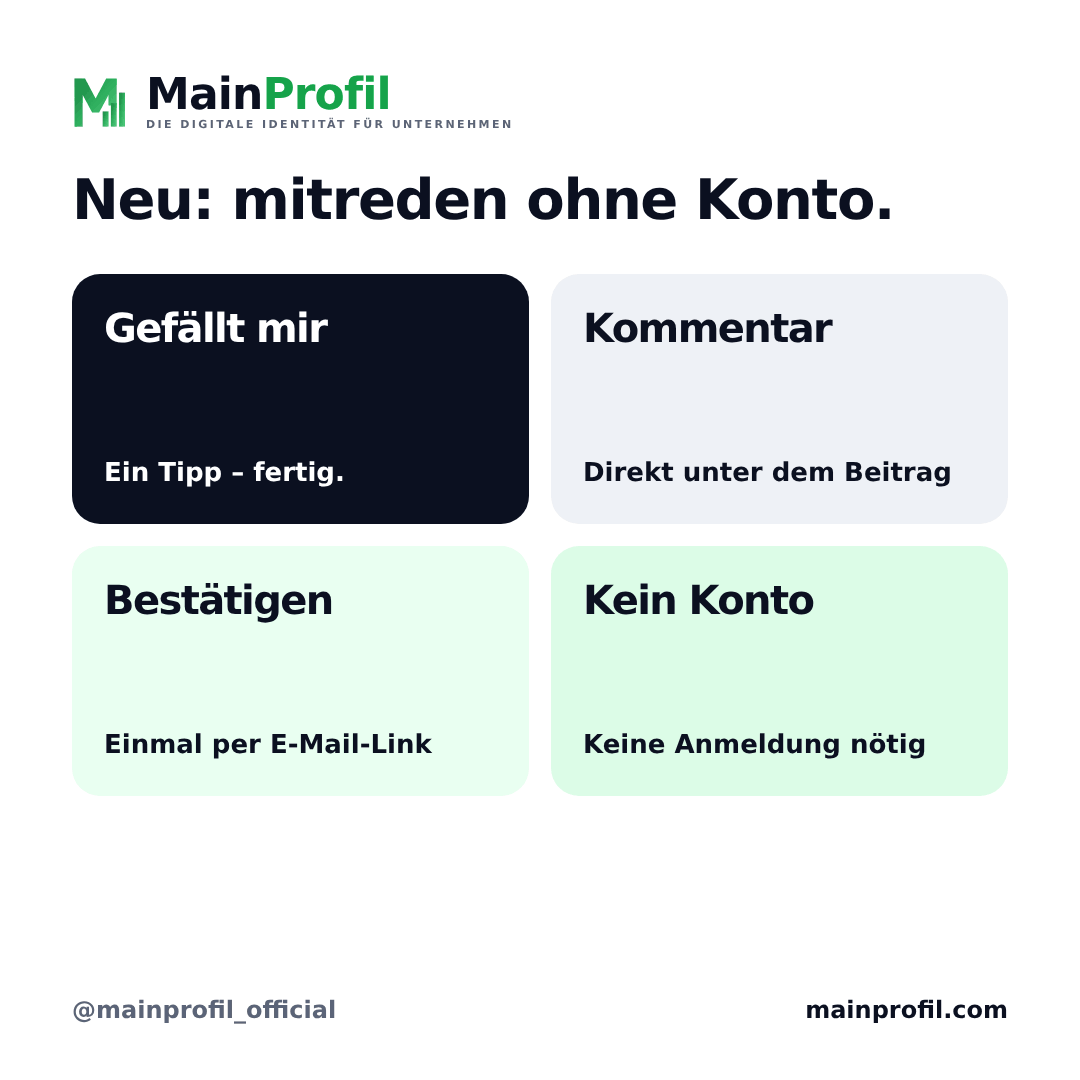 MainProfil
DIE DIGITALE IDENTITÄT FÜR UNTERNEHMEN
Neu: mitreden ohne Konto.
Gefällt mir
Ein Tipp – fertig.
Kommentar
Direkt unter dem Beitrag
Bestätigen
Einmal per E-Mail-Link
Kein Konto
Keine Anmeldung nötig
@mainprofil_official
mainprofil.com